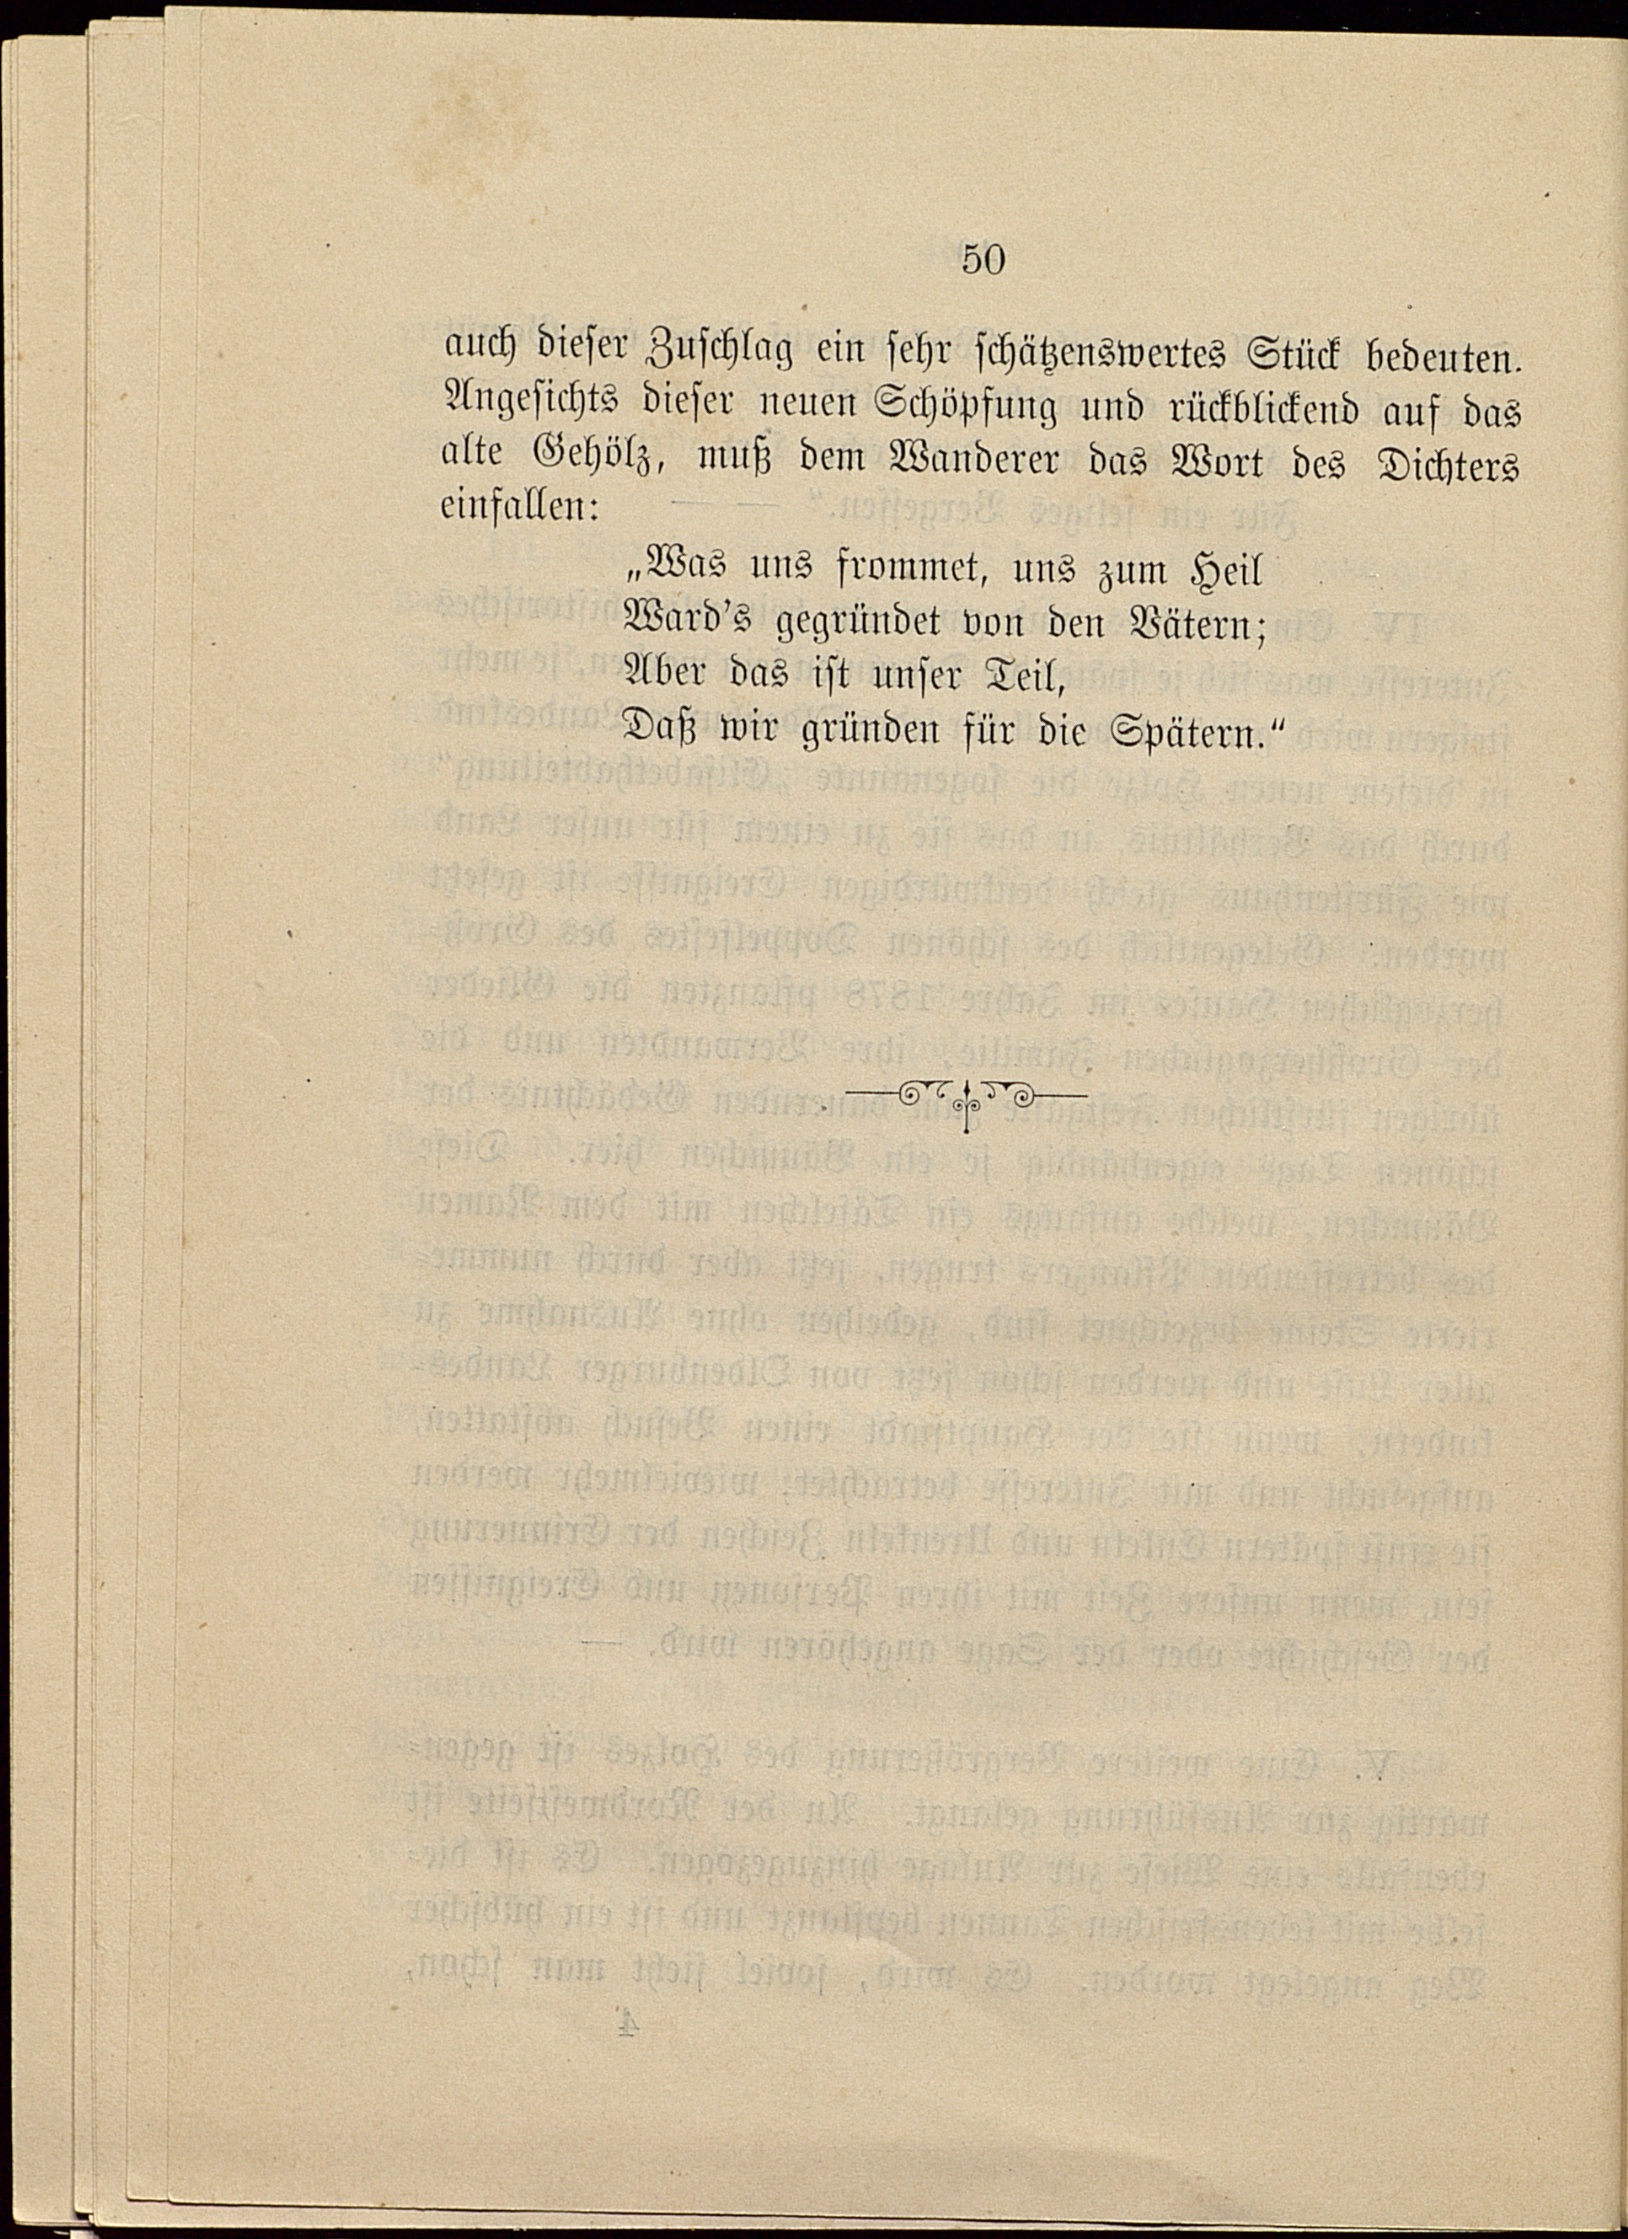 50
auch dieser Zuschlag ein sehr schätzenswertes Stück bedeuten.
Angesichts dieser neuen Schöpfung und rückblickend auf das
alte Gehölz, muß dem Wanderer das Wort des Dichters
einfallen:
„Was uns frommet, uns zum Heil
Ward's gegründet von den Vätern;
Aber das ist unser Teil,
Daß wir gründen für die Spätern.“